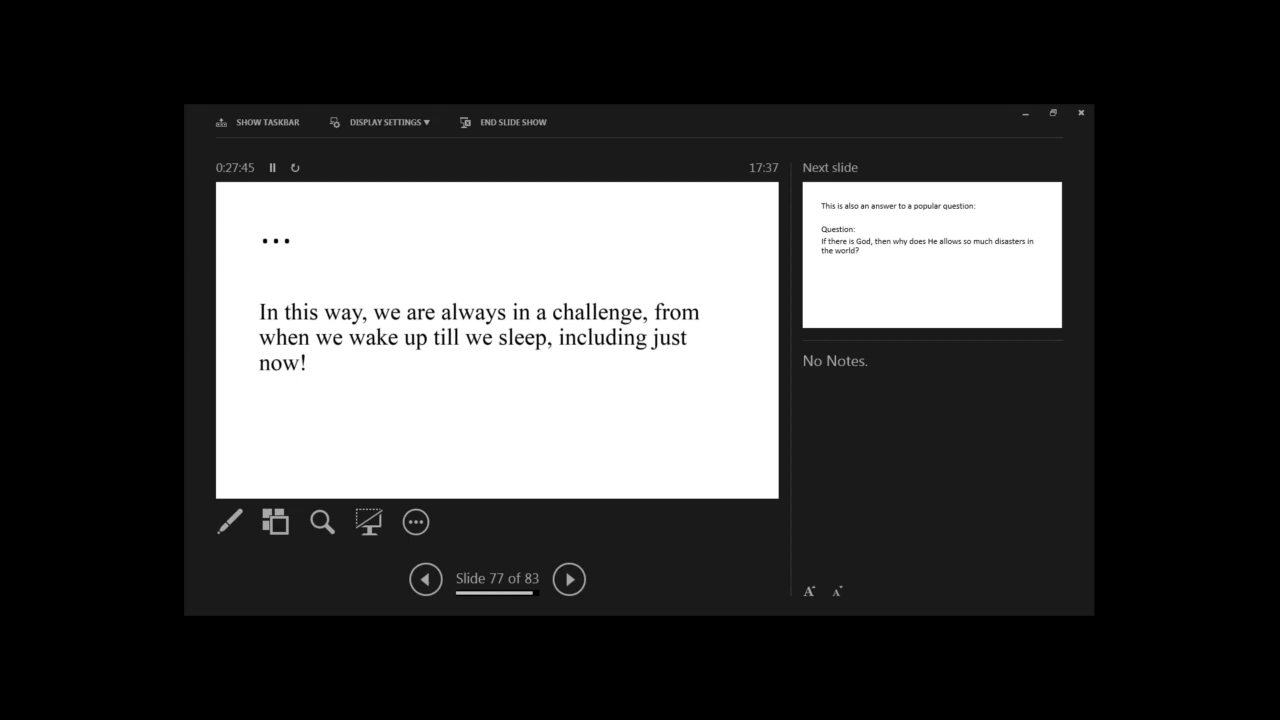 SHOW TASKBAR
DISPLAY SETTINGS ▼
END SLIDE SHOW
0:27:45
17:37
Next slide
...
In this way, we are always in a challenge, from
when we wake up till we sleep, including just
now!
This is also an answer to a popular question:
Question:
If there is God, then why does He allows so much disasters in
the world?
No Notes.
Slide 77 of 83
A A